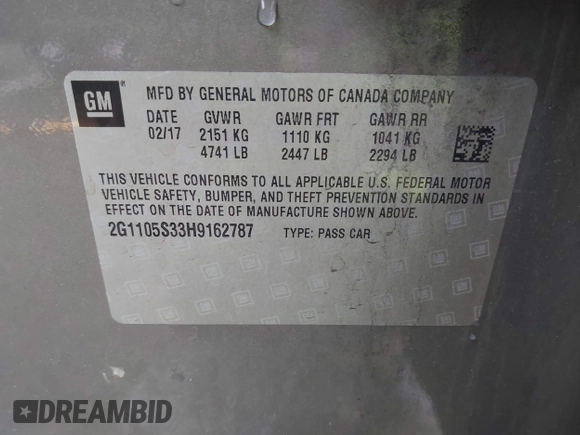 GM
MFD BY GENERAL MOTORS OF CANADA COMPANY
DATE GVWR GAWR FRT GAWR RR
02/17 2151 KG 1110 KG 1041 KG
4741 LB 2447 LB 2294 LB
THIS VEHICLE CONFORMS TO ALL APPLICABLE U.S. FEDERAL MOTOR
VEHICLE SAFETY, BUMPER, AND THEFT PREVENTION STANDARDS IN
EFFECT ON THE DATE OF MANUFACTURE SHOWN ABOVE.
2G1105S33H9162787 TYPE: PASS CAR
DREAMBID